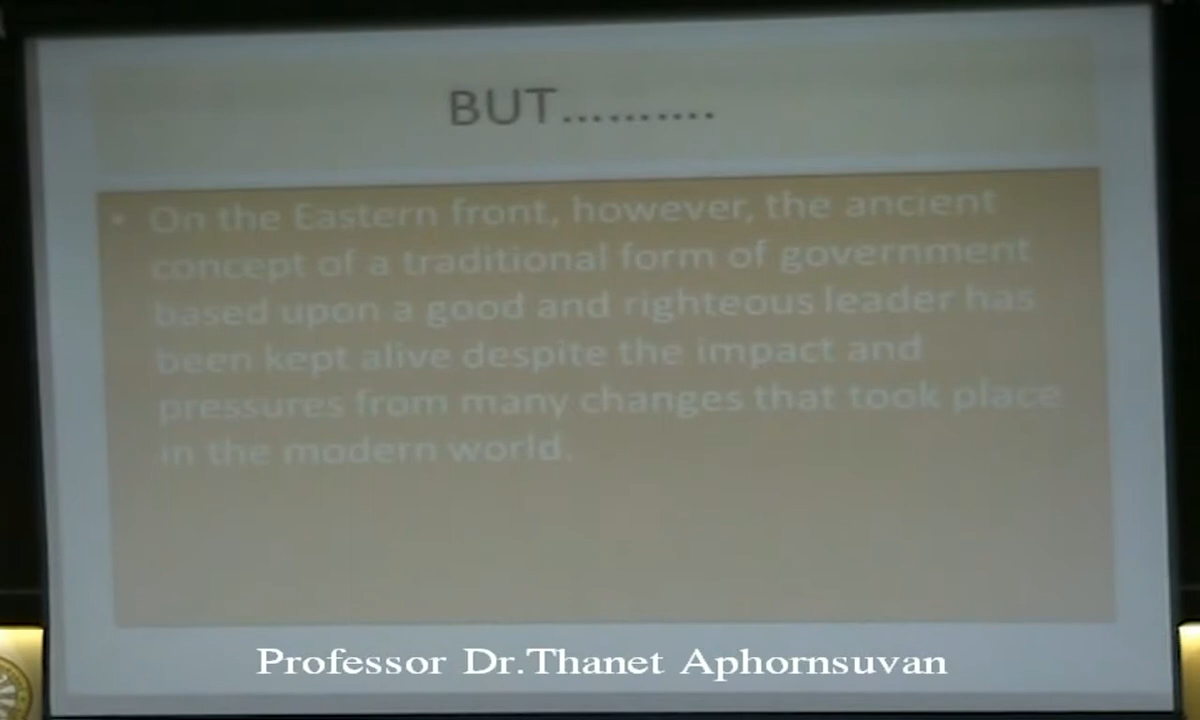 BUT..........
• On the Eastern front, however, the ancient
concept of a traditional form of government
based upon a good and righteous leader has
been kept alive despite the impact and
pressures from many changes that took place
in the modern world.
Professor Dr.Thanet Aphornsuvan